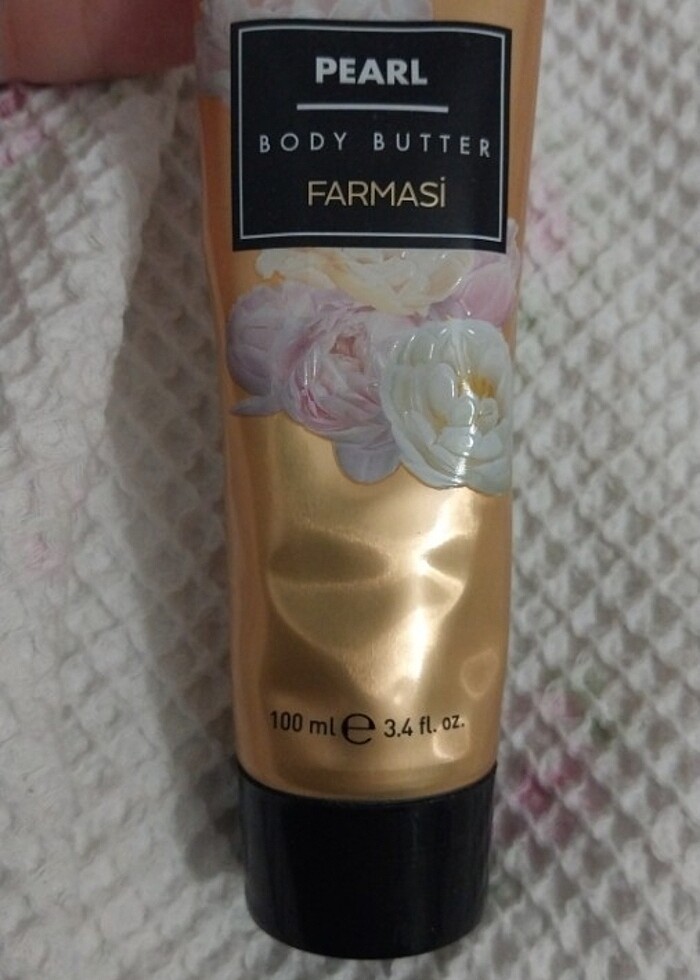 PEARL
BODY BUTTER
FARMASİ
100 ml ℮ 3.4 fl. oz.